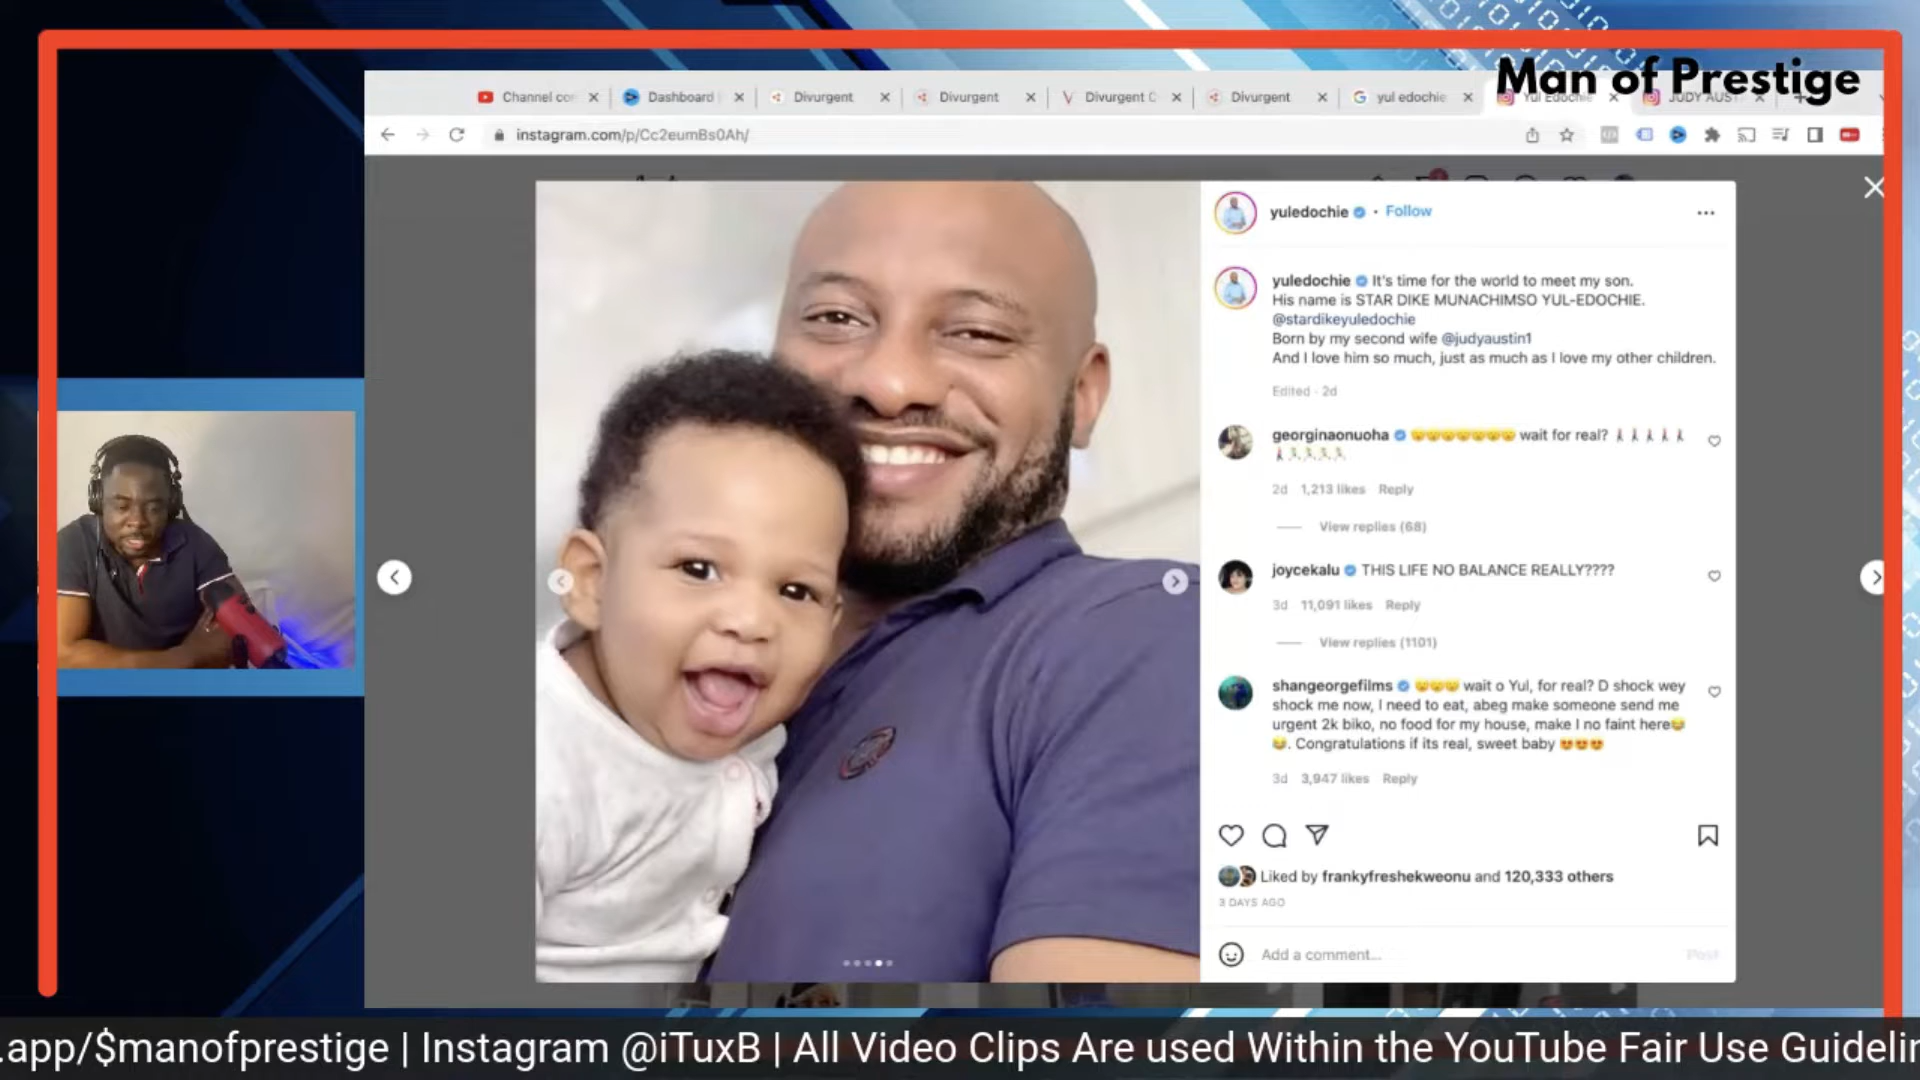 Man of Prestige
Channel con
Dashboard
Divurgent
Divurgent
Divurgent C
Divurgent
yul edochie
Yul Edochie
JUDY AUST
instagram.com/p/Cc2eumBs0Ah/
yuledochie • Follow
yuledochie It's time for the world to meet my son.
His name is STAR DIKE MUNACHIMSO YUL-EDOCHIE.
@stardikeyuledochie
Born by my second wife @judyaustin1
And I love him so much, just as much as I love my other children.
Edited · 2d
georginaonuoha 😮😮😮😮😮😮😮 wait for real?
2d 1,213 likes Reply
View replies (68)
joycekalu THIS LIFE NO BALANCE REALLY????
3d 11,091 likes Reply
View replies (1101)
shangeorgefilms 😮😮😮 wait o Yul, for real? D shock wey
shock me now, I need to eat, abeg make someone send me
urgent 2k biko, no food for my house, make I no faint here😂
😂. Congratulations if its real, sweet baby 😍😍😍
3d 3,947 likes Reply
Liked by frankyfreshekweonu and 120,333 others
3 DAYS AGO
Add a comment...
Post
.app/$manofprestige | Instagram @iTuxB | All Video Clips Are used Within the YouTube Fair Use Guidelin